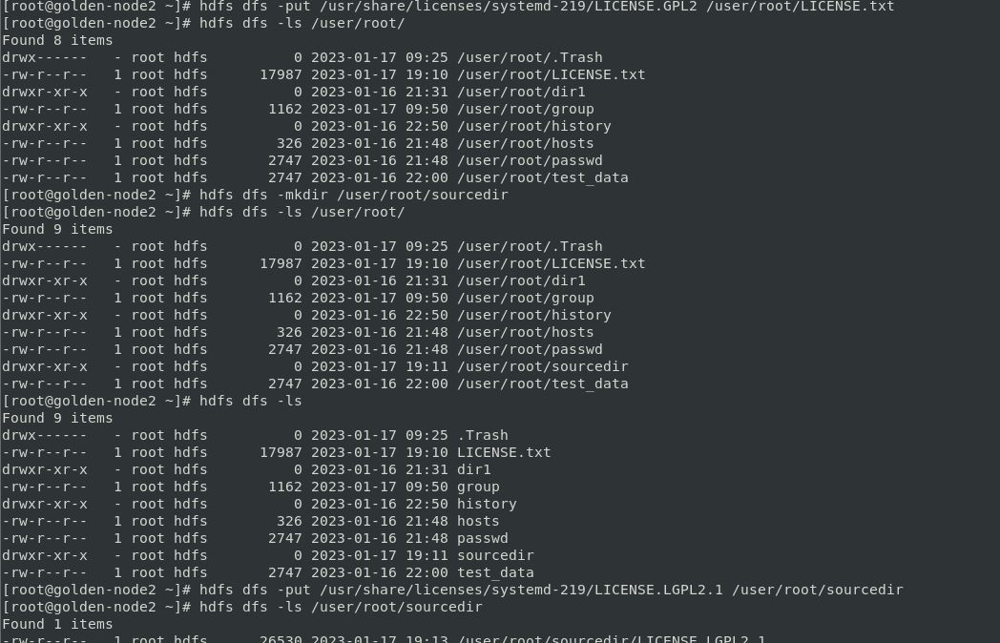 [root@golden-node2 ~]# hdfs dfs -put /usr/share/licenses/systemd-219/LICENSE.GPL2 /user/root/LICENSE.txt
[root@golden-node2 ~]# hdfs dfs -ls /user/root/
Found 8 items
drwx------   - root hdfs          0 2023-01-17 09:25 /user/root/.Trash
-rw-r--r--   1 root hdfs      17987 2023-01-17 19:10 /user/root/LICENSE.txt
drwxr-xr-x   - root hdfs          0 2023-01-16 21:31 /user/root/dir1
-rw-r--r--   1 root hdfs       1162 2023-01-17 09:50 /user/root/group
drwxr-xr-x   - root hdfs          0 2023-01-16 22:50 /user/root/history
-rw-r--r--   1 root hdfs        326 2023-01-16 21:48 /user/root/hosts
-rw-r--r--   1 root hdfs       2747 2023-01-16 21:48 /user/root/passwd
-rw-r--r--   1 root hdfs       2747 2023-01-16 22:00 /user/root/test_data
[root@golden-node2 ~]# hdfs dfs -mkdir /user/root/sourcedir
[root@golden-node2 ~]# hdfs dfs -ls /user/root/
Found 9 items
drwx------   - root hdfs          0 2023-01-17 09:25 /user/root/.Trash
-rw-r--r--   1 root hdfs      17987 2023-01-17 19:10 /user/root/LICENSE.txt
drwxr-xr-x   - root hdfs          0 2023-01-16 21:31 /user/root/dir1
-rw-r--r--   1 root hdfs       1162 2023-01-17 09:50 /user/root/group
drwxr-xr-x   - root hdfs          0 2023-01-16 22:50 /user/root/history
-rw-r--r--   1 root hdfs        326 2023-01-16 21:48 /user/root/hosts
-rw-r--r--   1 root hdfs       2747 2023-01-16 21:48 /user/root/passwd
drwxr-xr-x   - root hdfs          0 2023-01-17 19:11 /user/root/sourcedir
-rw-r--r--   1 root hdfs       2747 2023-01-16 22:00 /user/root/test_data
[root@golden-node2 ~]# hdfs dfs -ls
Found 9 items
drwx------   - root hdfs          0 2023-01-17 09:25 .Trash
-rw-r--r--   1 root hdfs      17987 2023-01-17 19:10 LICENSE.txt
drwxr-xr-x   - root hdfs          0 2023-01-16 21:31 dir1
-rw-r--r--   1 root hdfs       1162 2023-01-17 09:50 group
drwxr-xr-x   - root hdfs          0 2023-01-16 22:50 history
-rw-r--r--   1 root hdfs        326 2023-01-16 21:48 hosts
-rw-r--r--   1 root hdfs       2747 2023-01-16 21:48 passwd
drwxr-xr-x   - root hdfs          0 2023-01-17 19:11 sourcedir
-rw-r--r--   1 root hdfs       2747 2023-01-16 22:00 test_data
[root@golden-node2 ~]# hdfs dfs -put /usr/share/licenses/systemd-219/LICENSE.LGPL2.1 /user/root/sourcedir
[root@golden-node2 ~]# hdfs dfs -ls /user/root/sourcedir
Found 1 items
-rw-r--r--   1 root hdfs      26530 2023-01-17 19:13 /user/root/sourcedir/LICENSE.LGPL2.1